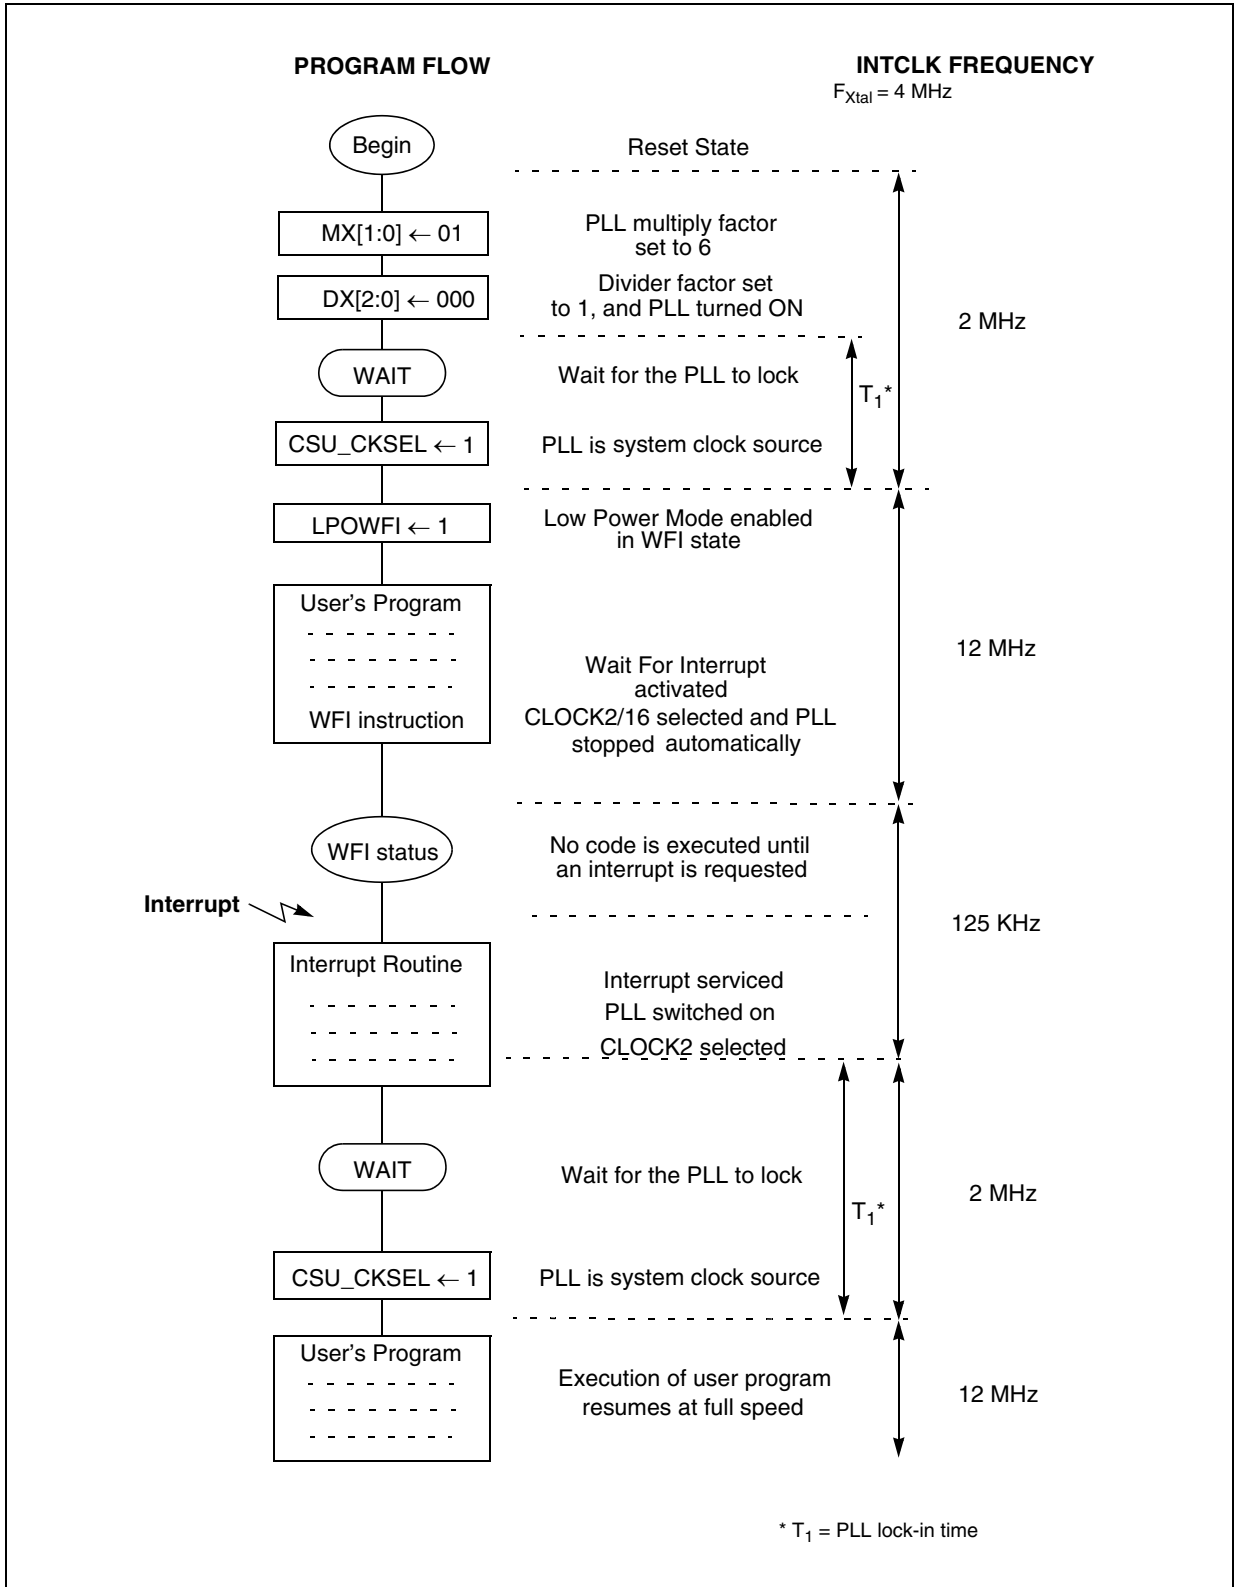 PROGRAM FLOW
INTCLK FREQUENCY
F_Xtal = 4 MHz
Begin
Reset State
MX[1:0] ← 01
PLL multiply factor
set to 6
DX[2:0] ← 000
Divider factor set
to 1, and PLL turned ON
2 MHz
WAIT
Wait for the PLL to lock
T_1*
CSU_CKSEL ← 1
PLL is system clock source
LPOWFI ← 1
Low Power Mode enabled
in WFI state
User's Program
WFI instruction
Wait For Interrupt
activated
CLOCK2/16 selected and PLL
stopped automatically
12 MHz
WFI status
No code is executed until
an interrupt is requested
Interrupt
125 KHz
Interrupt Routine
Interrupt serviced
PLL switched on
CLOCK2 selected
WAIT
Wait for the PLL to lock
T_1*
2 MHz
CSU_CKSEL ← 1
PLL is system clock source
User's Program
Execution of user program
resumes at full speed
12 MHz
* T_1 = PLL lock-in time